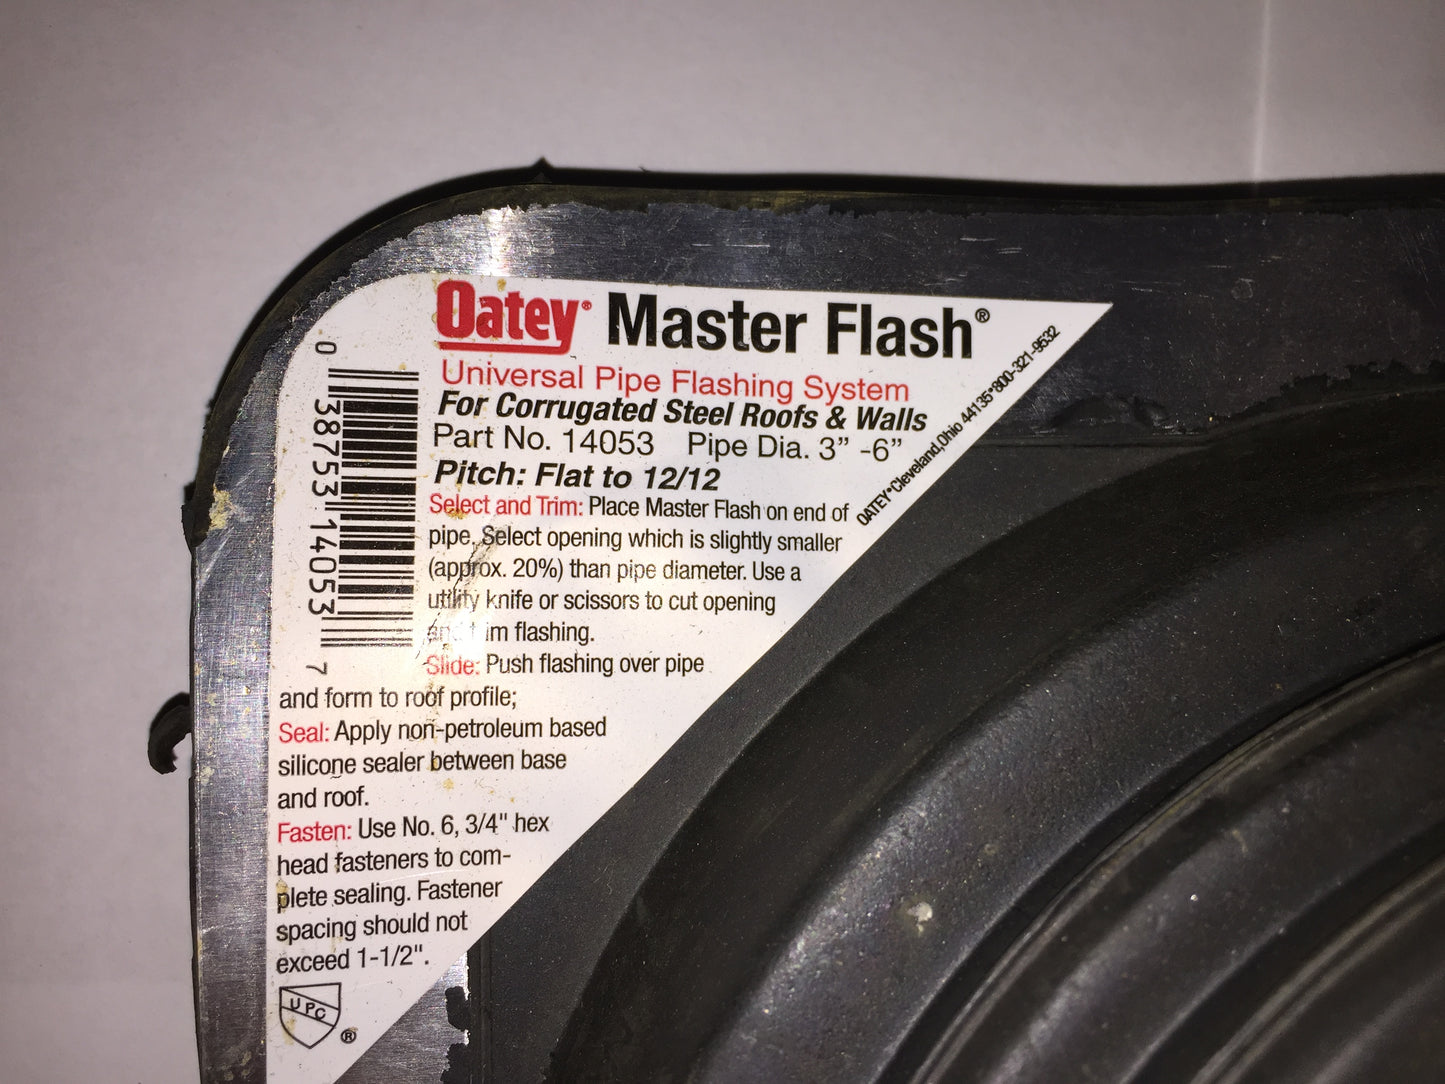 Oatey® Master Flash®
Universal Pipe Flashing System
For Corrugated Steel Roofs & Walls
Part No. 14053 Pipe Dia. 3” -6”
Pitch: Flat to 12/12
Select and Trim: Place Master Flash on end of
pipe. Select opening which is slightly smaller
(approx. 20%) than pipe diameter. Use a
utility knife or scissors to cut opening
and trim flashing.
Slide: Push flashing over pipe
and form to roof profile;
Seal: Apply non-petroleum based
silicone sealer between base
and roof.
Fasten: Use No. 6, 3/4" hex
head fasteners to com-
plete sealing. Fastener
spacing should not
exceed 1-1/2".
UPC ®
0 38753 14053 7
OATEY•Cleveland,Ohio 44135•800-321-9532